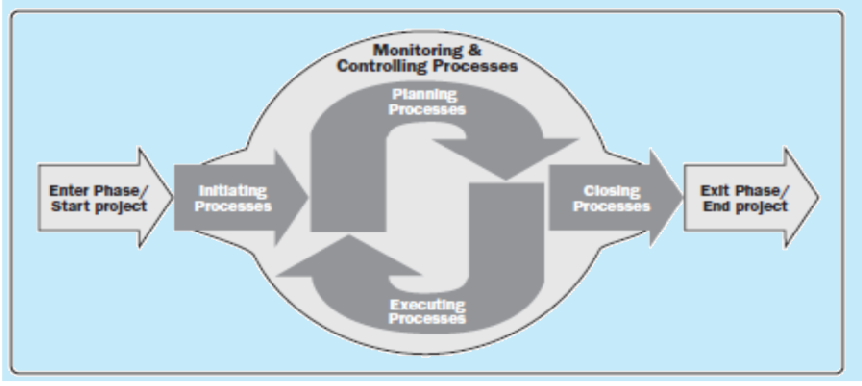 Monitoring &
Controlling Processes
Planning
Processes
Enter Phase/
Start project
Initiating
Processes
Closing
Processes
Exit Phase/
End project
Executing
Processes